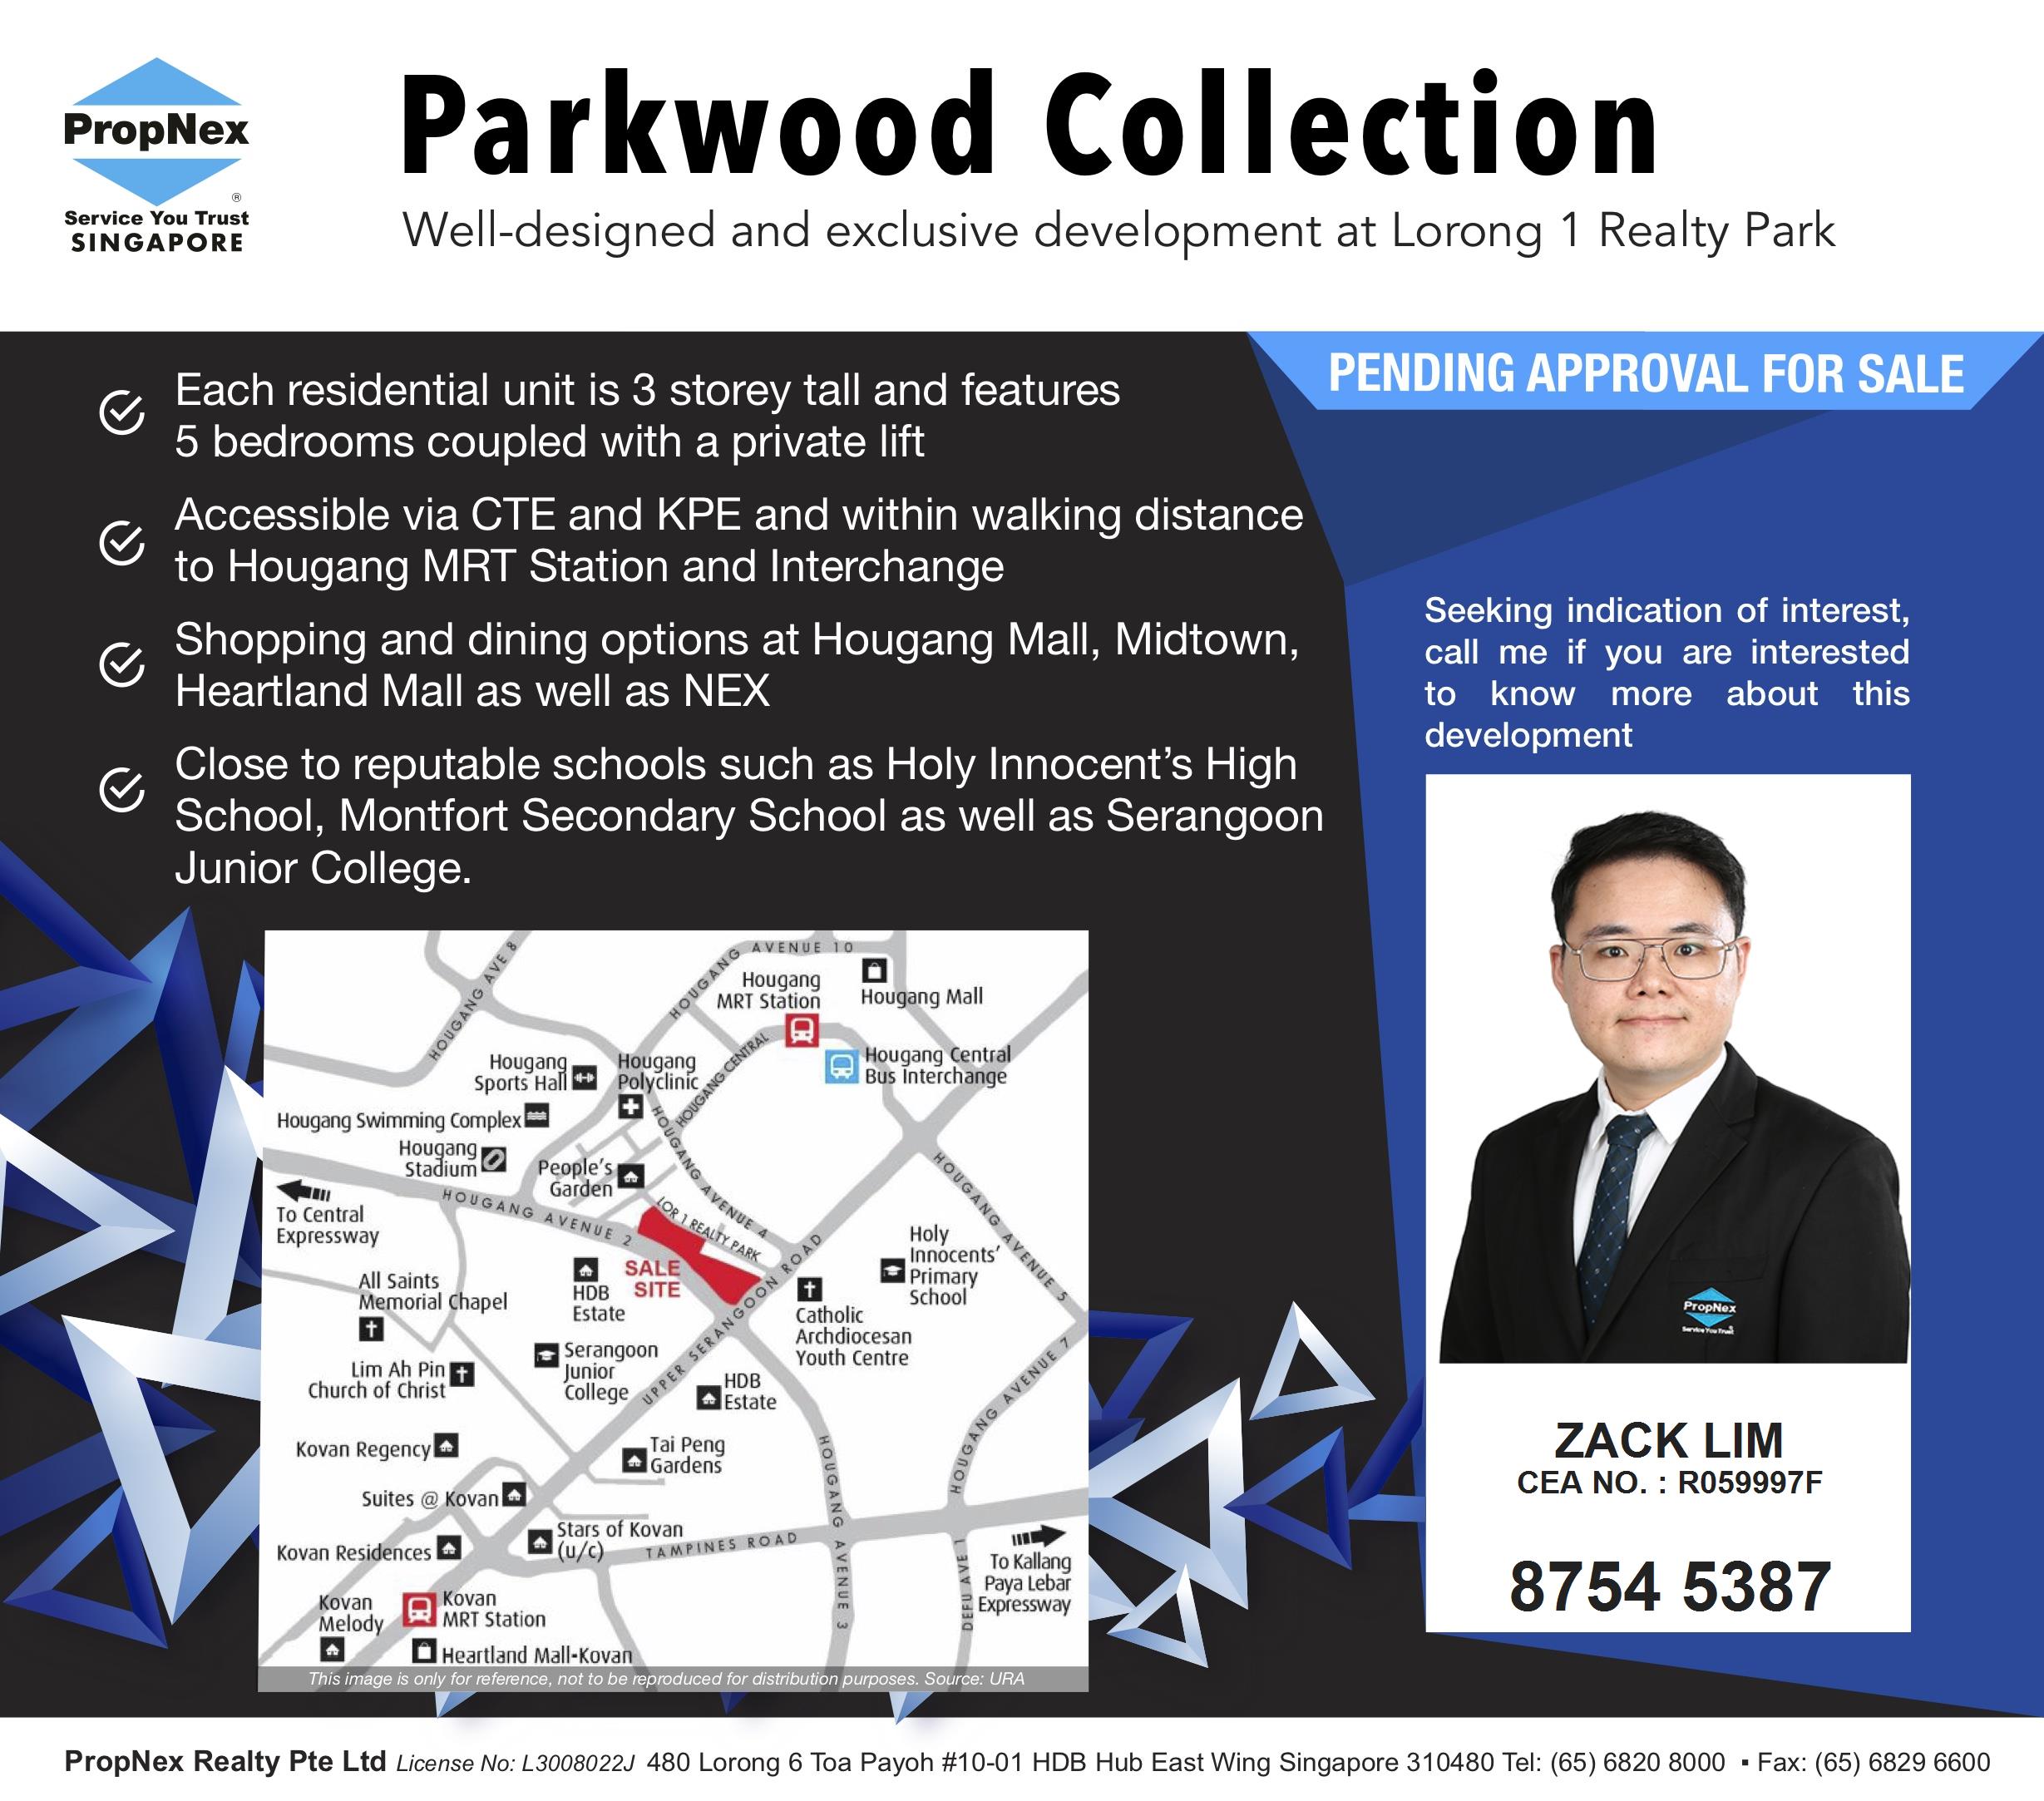 PropNex
®
Service You Trust
SINGAPORE
Parkwood Collection
Well-designed and exclusive development at Lorong 1 Realty Park
PENDING APPROVAL FOR SALE
Each residential unit is 3 storey tall and features
5 bedrooms coupled with a private lift
Accessible via CTE and KPE and within walking distance
to Hougang MRT Station and Interchange
Shopping and dining options at Hougang Mall, Midtown,
Heartland Mall as well as NEX
Close to reputable schools such as Holy Innocent’s High
School, Montfort Secondary School as well as Serangoon
Junior College.
Seeking indication of interest,
call me if you are interested
to know more about this
development
HOUGANG AVE 8
HOUGANG AVENUE 10
Hougang
MRT Station
Hougang Mall
HOUGANG CENTRAL
Hougang Central
Bus Interchange
Hougang
Sports Hall
Hougang
Polyclinic
Hougang Swimming Complex
Hougang
Stadium
People's
Garden
HOUGANG AVENUE 4
LOR 1 REALTY PARK
HOUGANG AVENUE 2
To Central
Expressway
SALE
SITE
HDB
Estate
HOUGANG AVENUE 5
Holy
Innocents'
Primary
School
All Saints
Memorial Chapel
UPPER SERANGOON ROAD
Catholic
Archdiocesan
Youth Centre
Serangoon
Junior
College
Lim Ah Pin
Church of Christ
HDB
Estate
HOUGANG AVENUE 7
Kovan Regency
Tai Peng
Gardens
Suites @ Kovan
HOUGANG AVENUE 3
Stars of Kovan
(u/c)
Kovan Residences
TAMPINES ROAD
DEFU AVE 1
To Kallang
Paya Lebar
Expressway
Kovan
Melody
Kovan
MRT Station
Heartland Mall-Kovan
This image is only for reference, not to be reproduced for distribution purposes. Source: URA
PropNex
Service You Trust
ZACK LIM
CEA NO. : R059997F
8754 5387
PropNex Realty Pte Ltd License No: L3008022J 480 Lorong 6 Toa Payoh #10-01 HDB Hub East Wing Singapore 310480 Tel: (65) 6820 8000 ▪ Fax: (65) 6829 6600